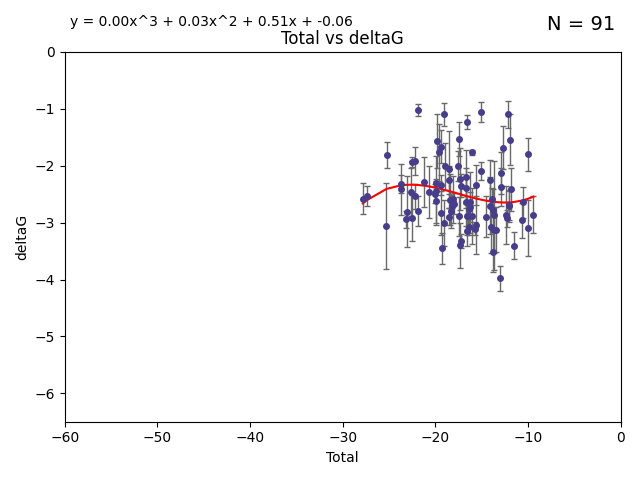 y = 0.00x^3 + 0.03x^2 + 0.51x + -0.06
N = 91
Total vs deltaG
0
−1
−2
−3
−4
−5
−6
deltaG
−60 −50 −40 −30 −20 −10 0
Total